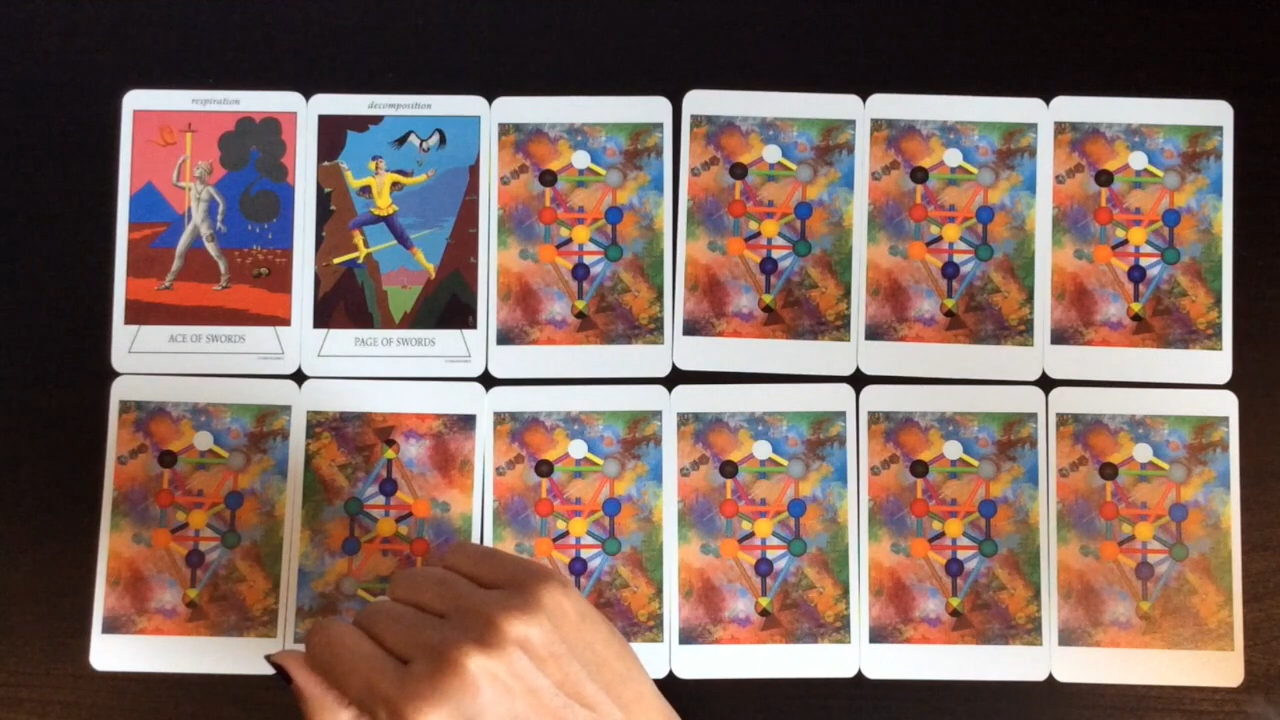 respiration
decomposition
ACE OF SWORDS
PAGE OF SWORDS